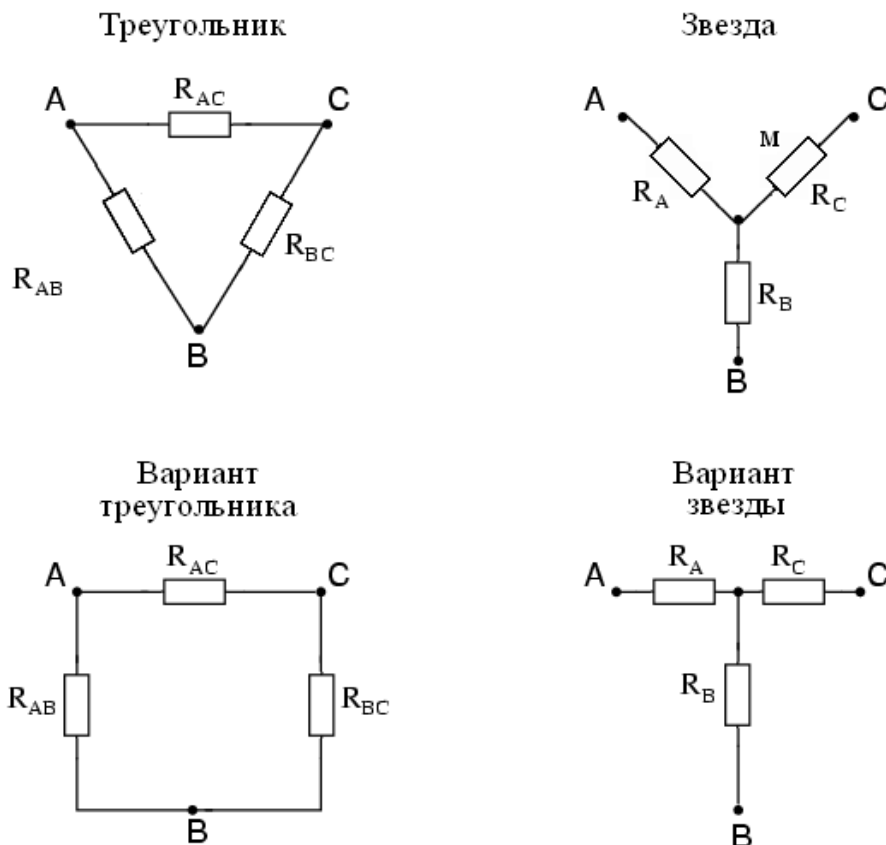 Треугольник
A
R_AC
C
R_AB
R_BC
B
Звезда
A
C
м
R_A
R_C
R_B
B
Вариант
треугольника
A
R_AC
C
R_AB
R_BC
B
Вариант
звезды
A
R_A
R_C
C
R_B
B